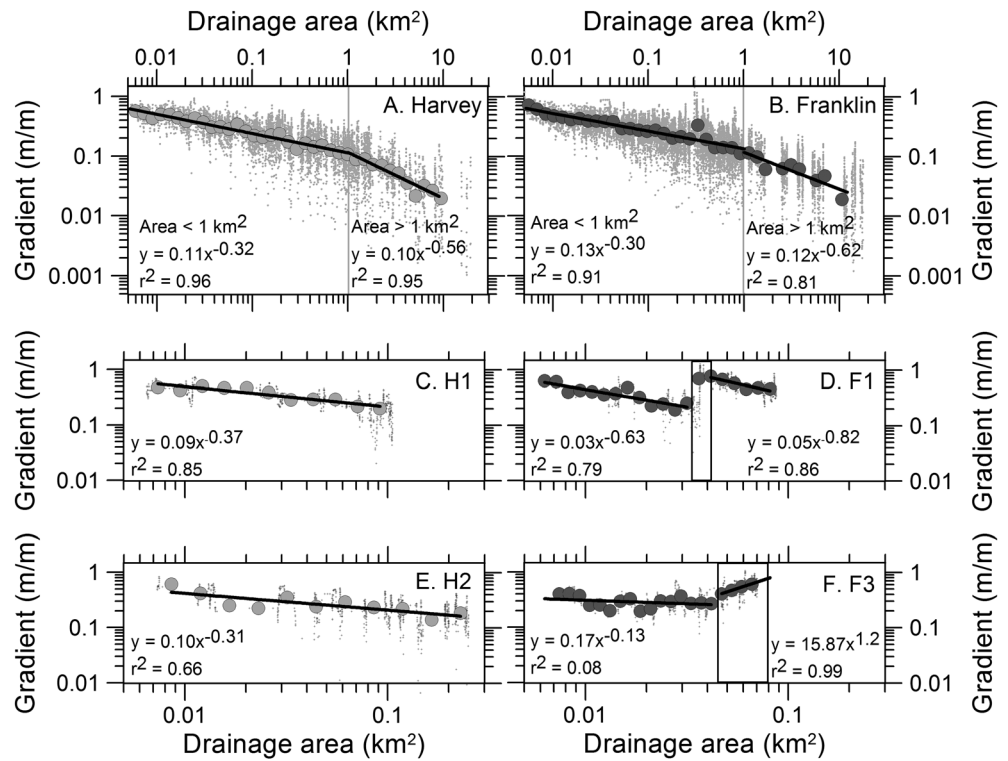 Drainage area (km²) Drainage area (km²)
0.01 0.1 1 10 0.01 0.1 1 10
Gradient (m/m)
1
0.1
0.01
0.001
A. Harvey
Area < 1 km²
y = 0.11x^-0.32
r² = 0.96
Area > 1 km²
y = 0.10x^-0.56
r² = 0.95
B. Franklin
Area < 1 km²
y = 0.13x^-0.30
r² = 0.91
Area > 1 km²
y = 0.12x^-0.62
r² = 0.81
1
0.1
0.01
0.001
Gradient (m/m)
Gradient (m/m)
1
0.1
0.01
C. H1
y = 0.09x^-0.37
r² = 0.85
D. F1
y = 0.03x^-0.63
r² = 0.79
y = 0.05x^-0.82
r² = 0.86
1
0.1
0.01
Gradient (m/m)
Gradient (m/m)
1
0.1
0.01
E. H2
y = 0.10x^-0.31
r² = 0.66
F. F3
y = 0.17x^-0.13
r² = 0.08
y = 15.87x^1.2
r² = 0.99
1
0.1
0.01
Gradient (m/m)
0.01 0.1 0.01 0.1
Drainage area (km²) Drainage area (km²)